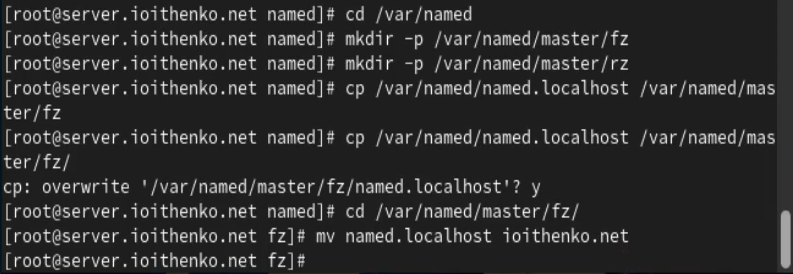 [root@server.ioithenko.net named]# cd /var/named
[root@server.ioithenko.net named]# mkdir -p /var/named/master/fz
[root@server.ioithenko.net named]# mkdir -p /var/named/master/rz
[root@server.ioithenko.net named]# cp /var/named/named.localhost /var/named/mas
ter/fz
[root@server.ioithenko.net named]# cp /var/named/named.localhost /var/named/mas
ter/fz/
cp: overwrite '/var/named/master/fz/named.localhost'? y
[root@server.ioithenko.net named]# cd /var/named/master/fz/
[root@server.ioithenko.net fz]# mv named.localhost ioithenko.net
[root@server.ioithenko.net fz]#